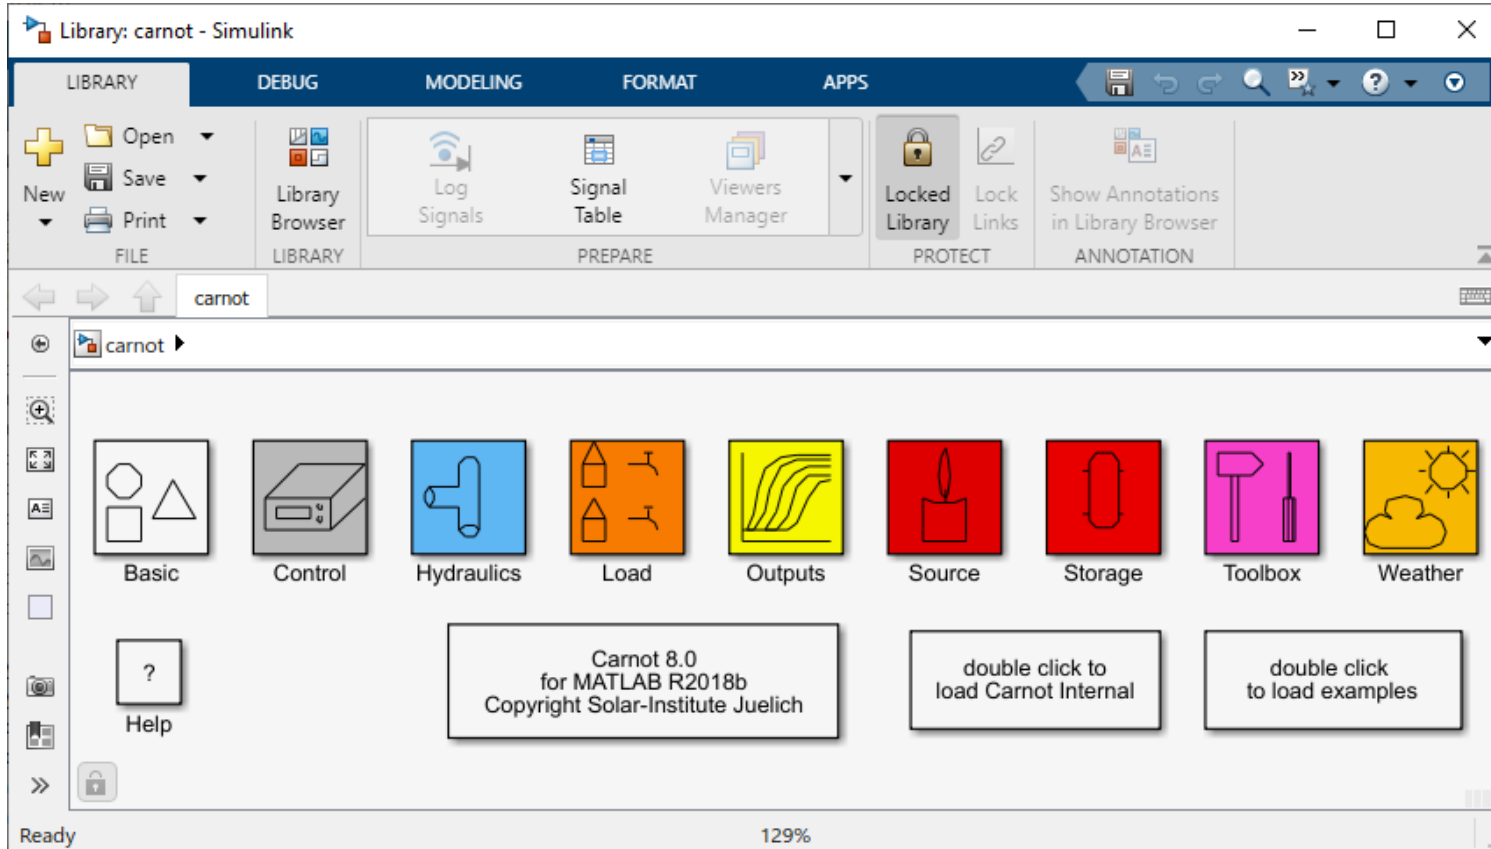 Library: carnot - Simulink
LIBRARY DEBUG MODELING FORMAT APPS
New
Open
Save
Print
FILE
Library
Browser
LIBRARY
Log
Signals
Signal
Table
Viewers
Manager
PREPARE
Locked
Library
Lock
Links
PROTECT
Show Annotations
in Library Browser
ANNOTATION
carnot
carnot
Basic Control Hydraulics Load Outputs Source Storage Toolbox Weather
?
Help
Carnot 8.0
for MATLAB R2018b
Copyright Solar-Institute Juelich
double click to
load Carnot Internal
double click
to load examples
Ready 129%